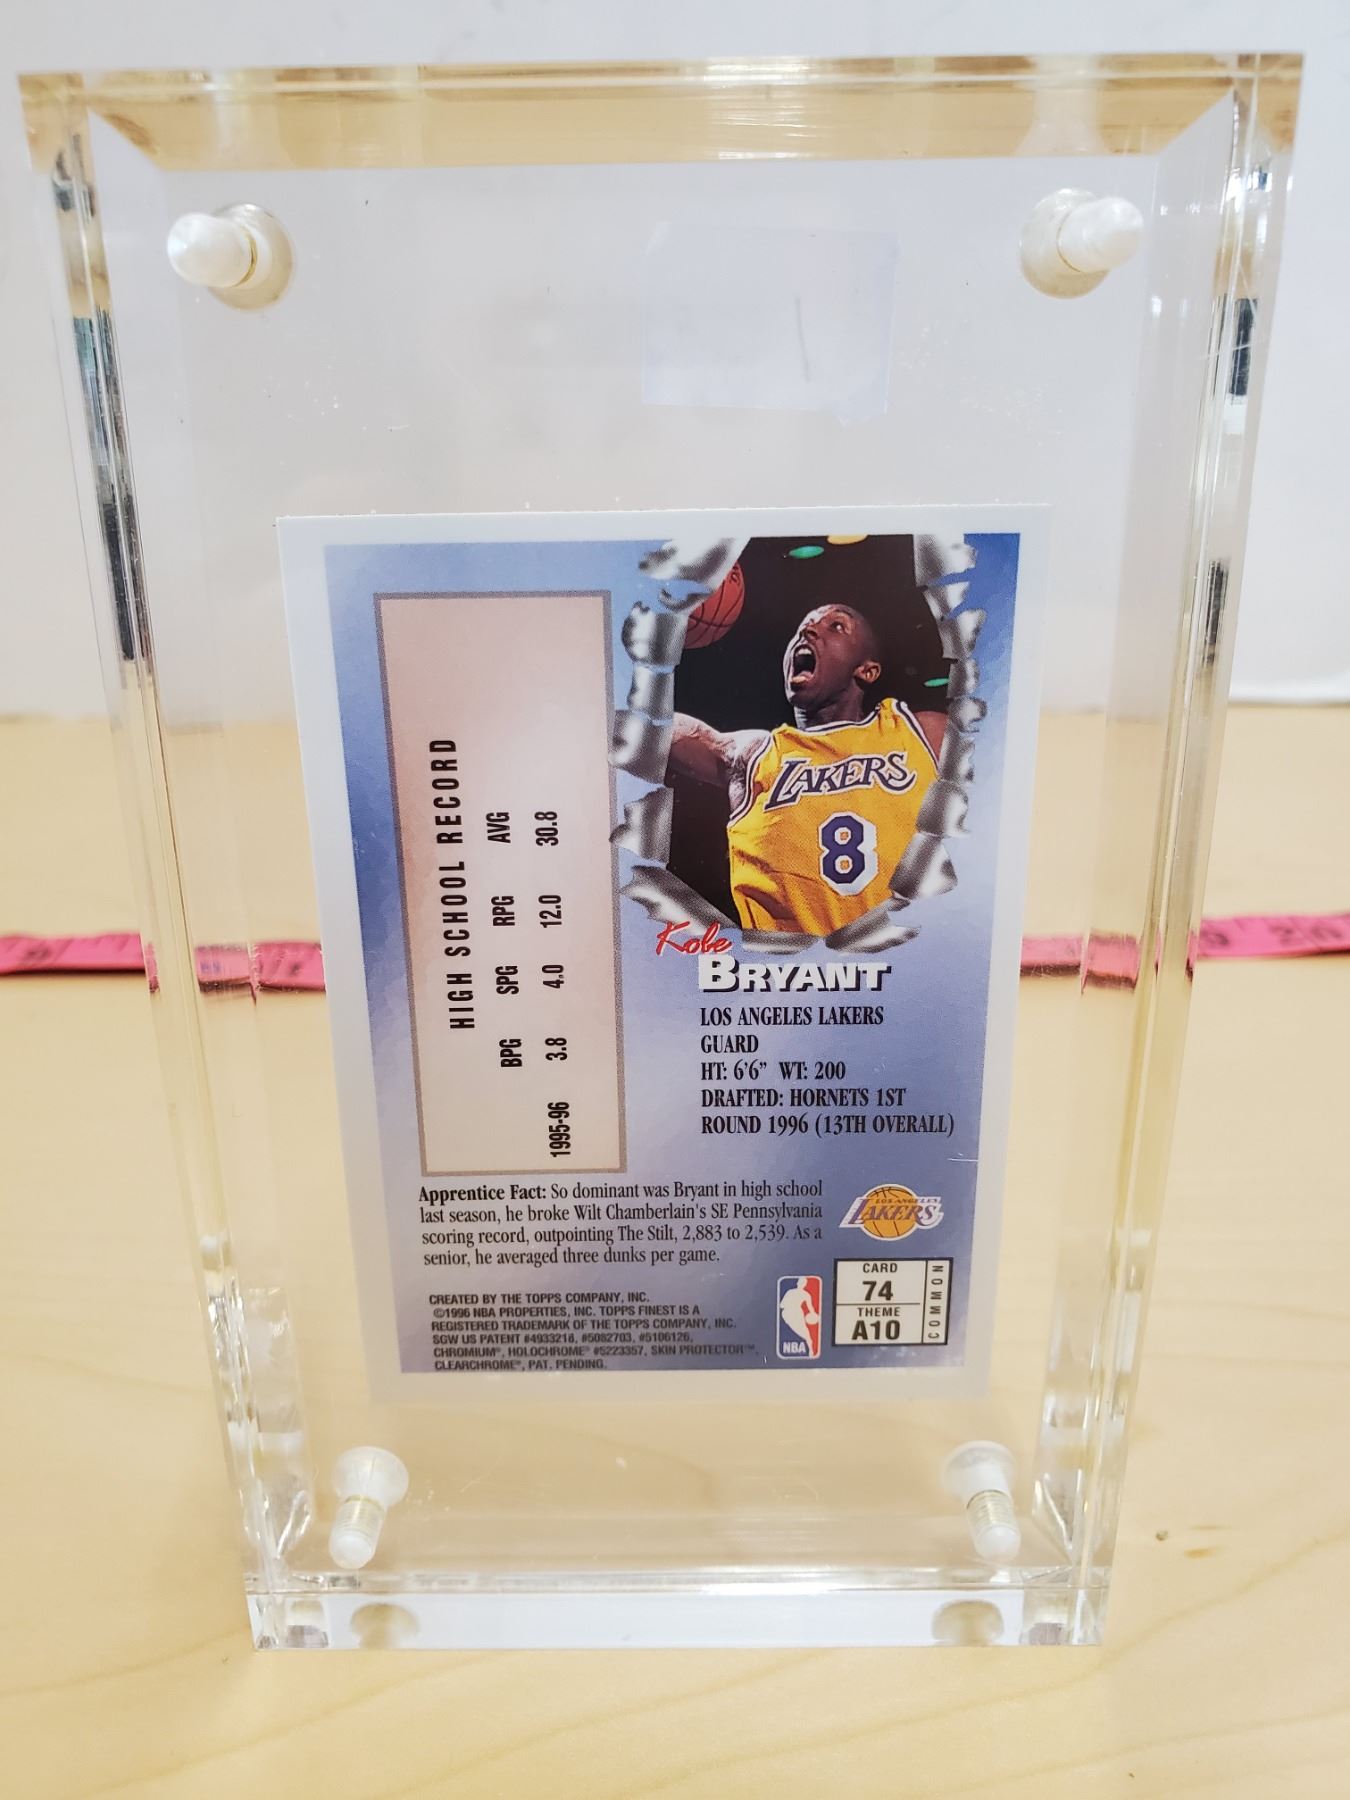 HIGH SCHOOL RECORD
BPG SPG RPG AVG
1995-96 3.8 4.0 12.0 30.8
LAKERS
8
Kobe
BRYANT
LOS ANGELES LAKERS
GUARD
HT: 6'6" WT: 200
DRAFTED: HORNETS 1ST
ROUND 1996 (13TH OVERALL)
Apprentice Fact: So dominant was Bryant in high school
last season, he broke Wilt Chamberlain's SE Pennsylvania
scoring record, outpointing The Stilt, 2,883 to 2,539. As a
senior, he averaged three dunks per game.
LOS ANGELES
LAKERS
CREATED BY THE TOPPS COMPANY, INC.
©1996 NBA PROPERTIES, INC. TOPPS FINEST IS A
REGISTERED TRADEMARK OF THE TOPPS COMPANY, INC.
SGW US PATENT #4933218, #5082703, #5106126,
CHROMIUM®, HOLOCHROME® #5223357, SKIN PROTECTOR™,
CLEARCHROME®, PAT. PENDING.
NBA
CARD
74
THEME
A10
COMMON